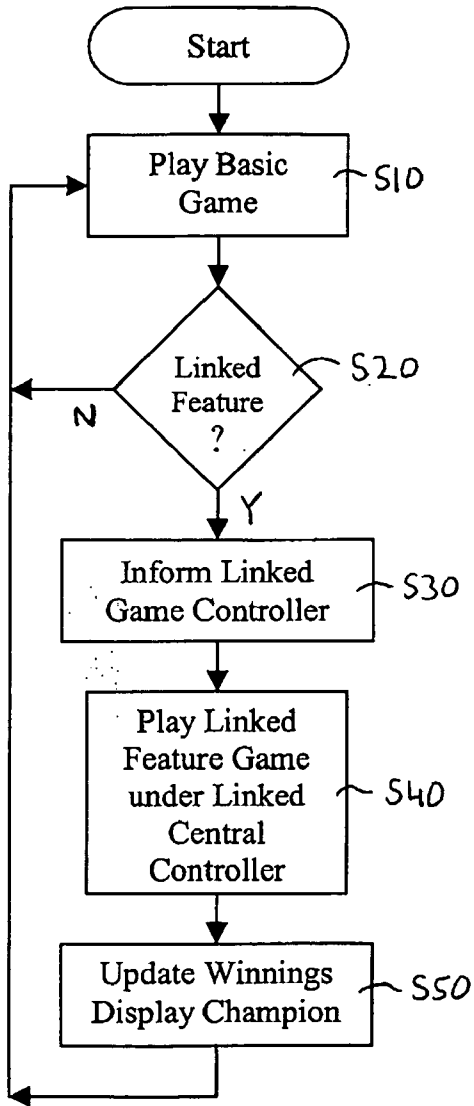 Start
Play Basic
Game
S10
Linked
Feature
?
S20
N
Y
Inform Linked
Game Controller
S30
Play Linked
Feature Game
under Linked
Central
Controller
S40
Update Winnings
Display Champion
S50